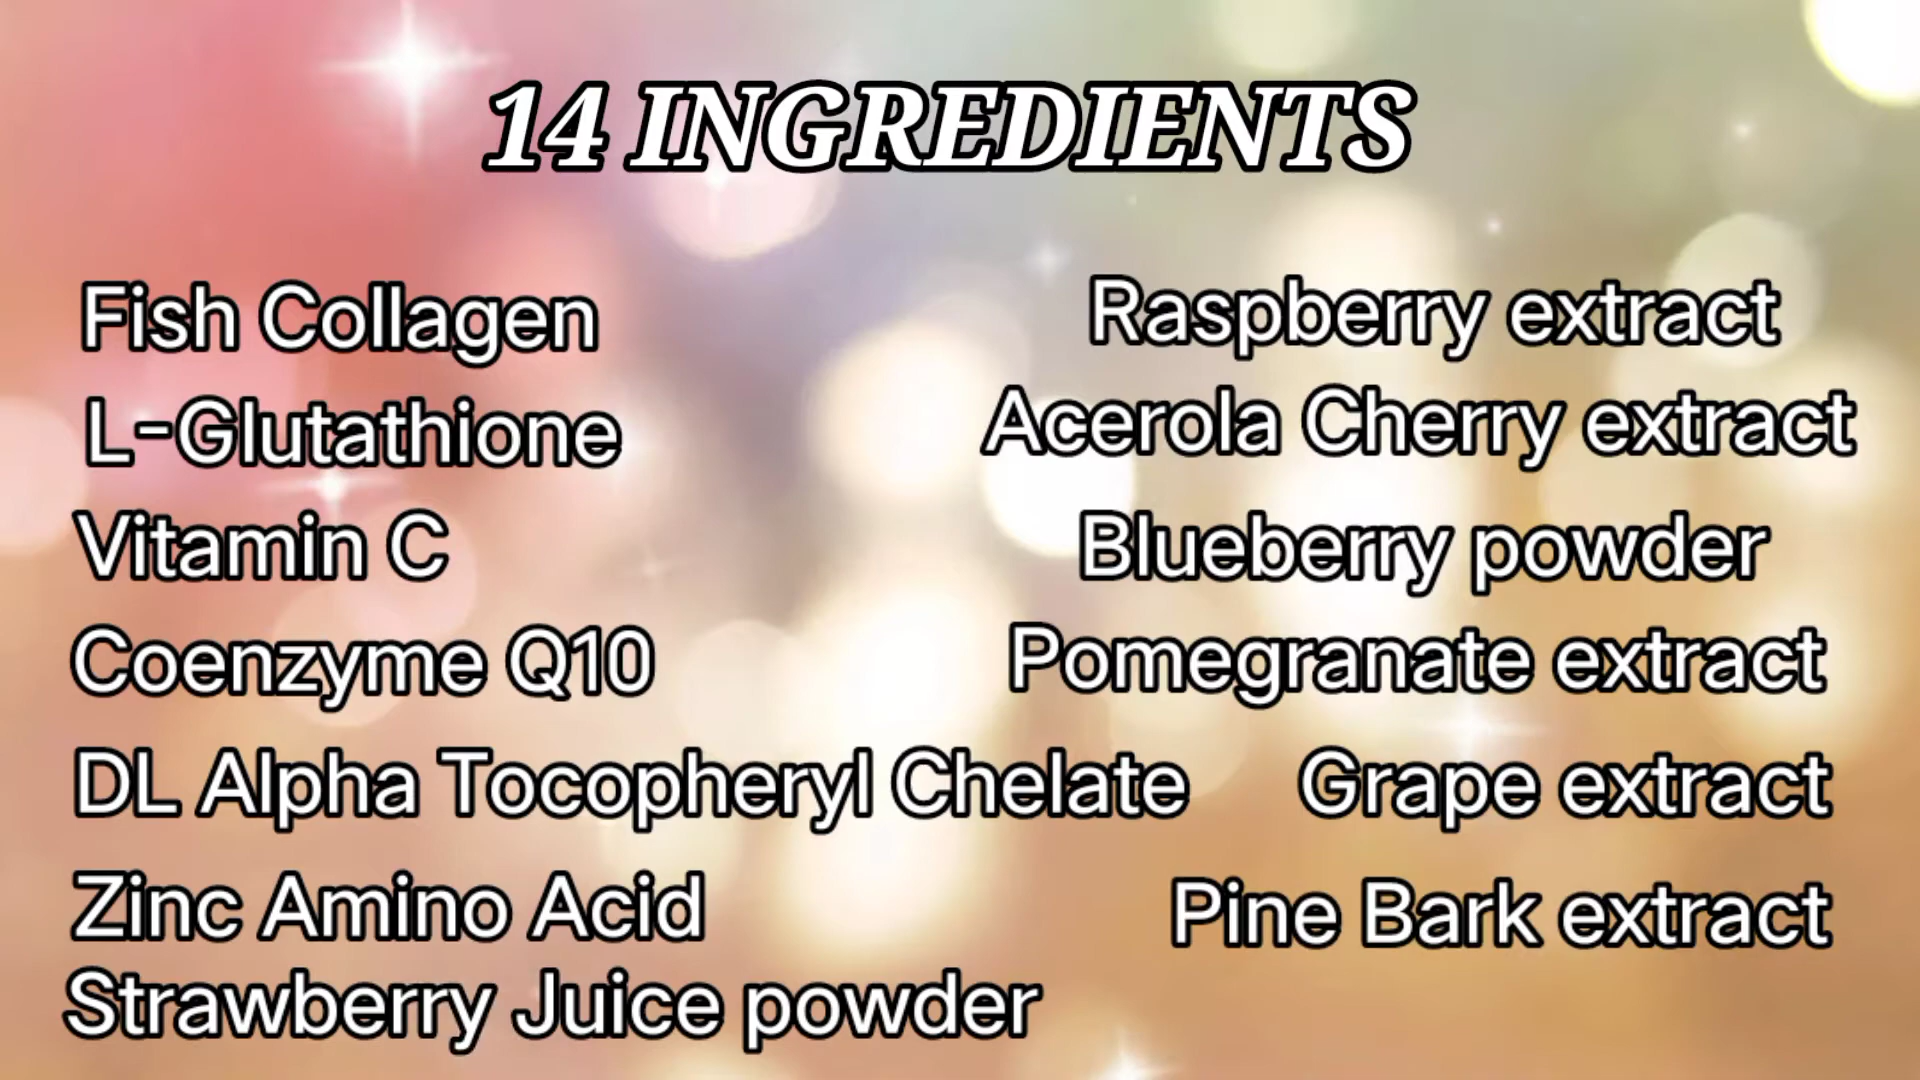 14 INGREDIENTS
Fish Collagen
L-Glutathione
Vitamin C
Coenzyme Q10
DL Alpha Tocopheryl Chelate
Zinc Amino Acid
Strawberry Juice powder
Raspberry extract
Acerola Cherry extract
Blueberry powder
Pomegranate extract
Grape extract
Pine Bark extract